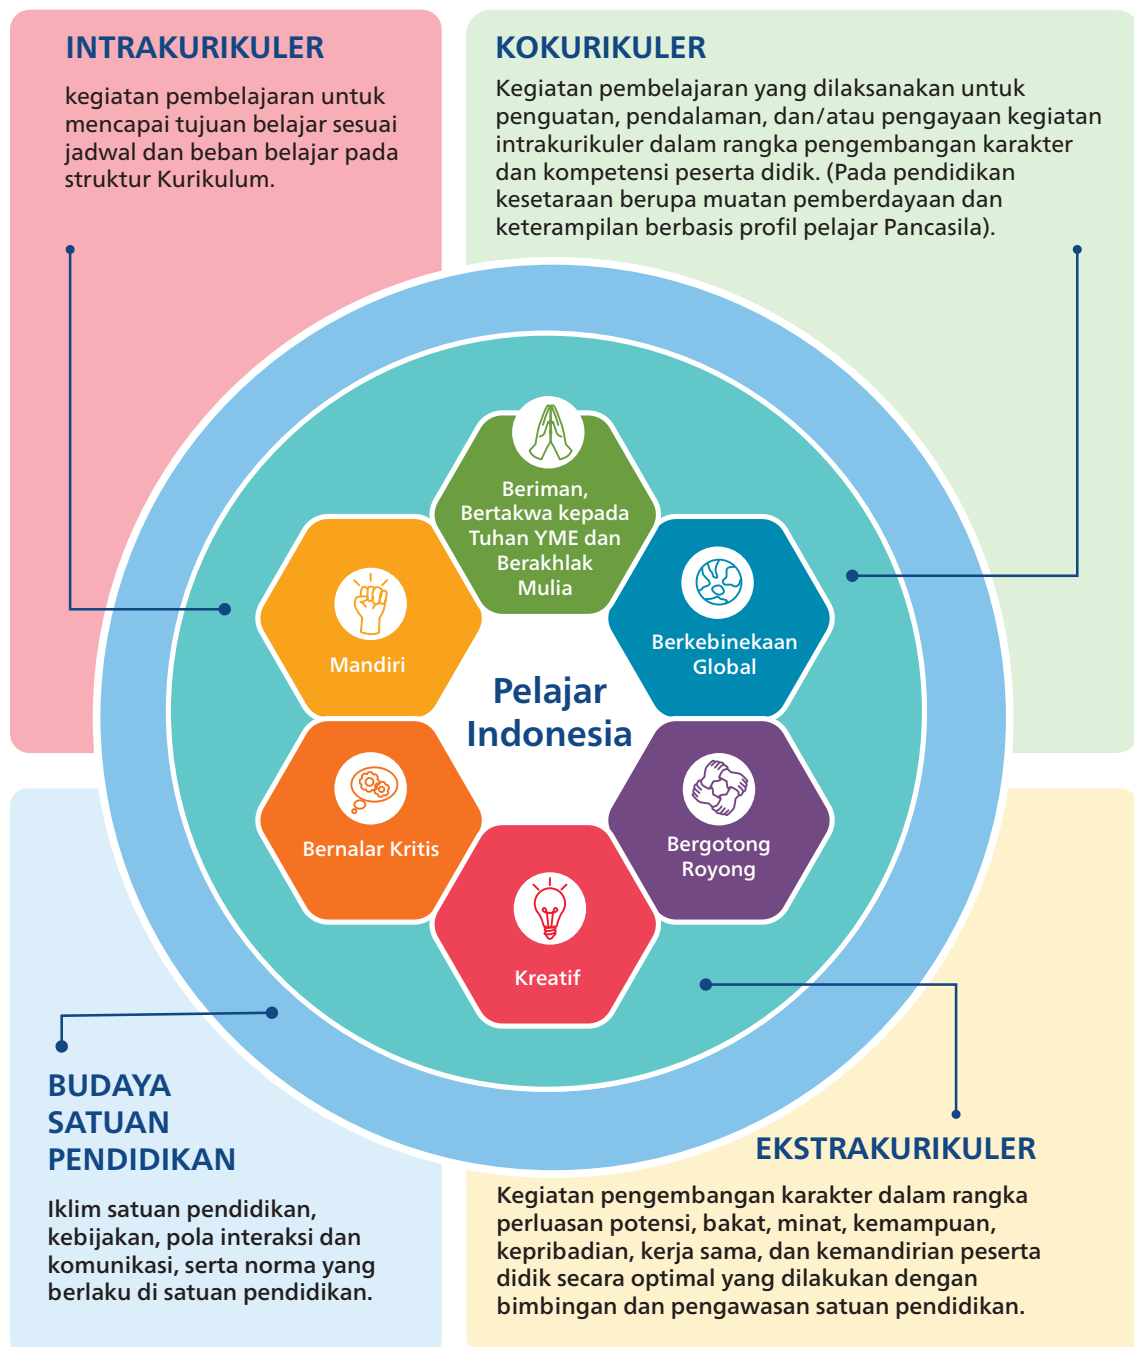 INTRAKURIKULER
kegiatan pembelajaran untuk
mencapai tujuan belajar sesuai
jadwal dan beban belajar pada
struktur Kurikulum.
KOKURIKULER
Kegiatan pembelajaran yang dilaksanakan untuk
penguatan, pendalaman, dan/atau pengayaan kegiatan
intrakurikuler dalam rangka pengembangan karakter
dan kompetensi peserta didik. (Pada pendidikan
kesetaraan berupa muatan pemberdayaan dan
keterampilan berbasis profil pelajar Pancasila).
Beriman,
Bertakwa kepada
Tuhan YME dan
Berakhlak
Mulia
Mandiri
Berkebinekaan
Global
Pelajar
Indonesia
Bernalar Kritis
Bergotong
Royong
Kreatif
BUDAYA
SATUAN
PENDIDIKAN
Iklim satuan pendidikan,
kebijakan, pola interaksi dan
komunikasi, serta norma yang
berlaku di satuan pendidikan.
EKSTRAKURIKULER
Kegiatan pengembangan karakter dalam rangka
perluasan potensi, bakat, minat, kemampuan,
kepribadian, kerja sama, dan kemandirian peserta
didik secara optimal yang dilakukan dengan
bimbingan dan pengawasan satuan pendidikan.